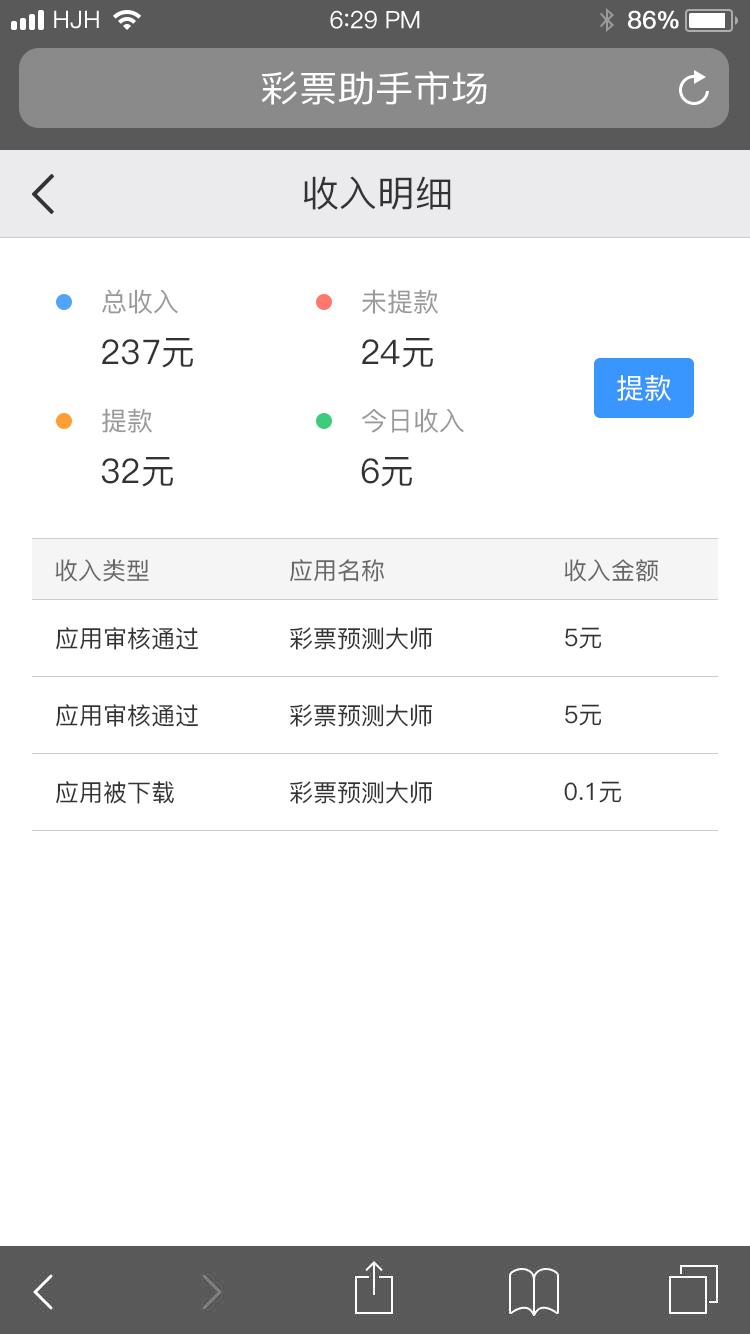 HJH 6:29 PM 86%
彩票助手市场
收入明细
总收入 未提款
237元 24元
提款
提款 今日收入
32元 6元
收入类型 应用名称 收入金额
应用审核通过 彩票预测大师 5元
应用审核通过 彩票预测大师 5元
应用被下载 彩票预测大师 0.1元